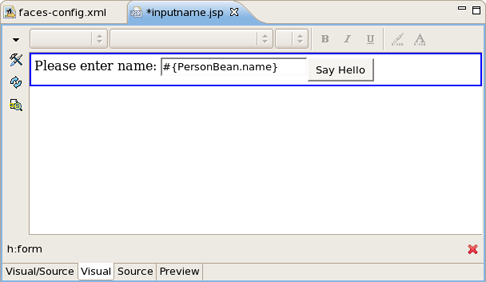 faces-config.xml *inputname.jsp
B I U A
Please enter name: #{PersonBean.name} Say Hello
h:form
Visual/Source Visual Source Preview